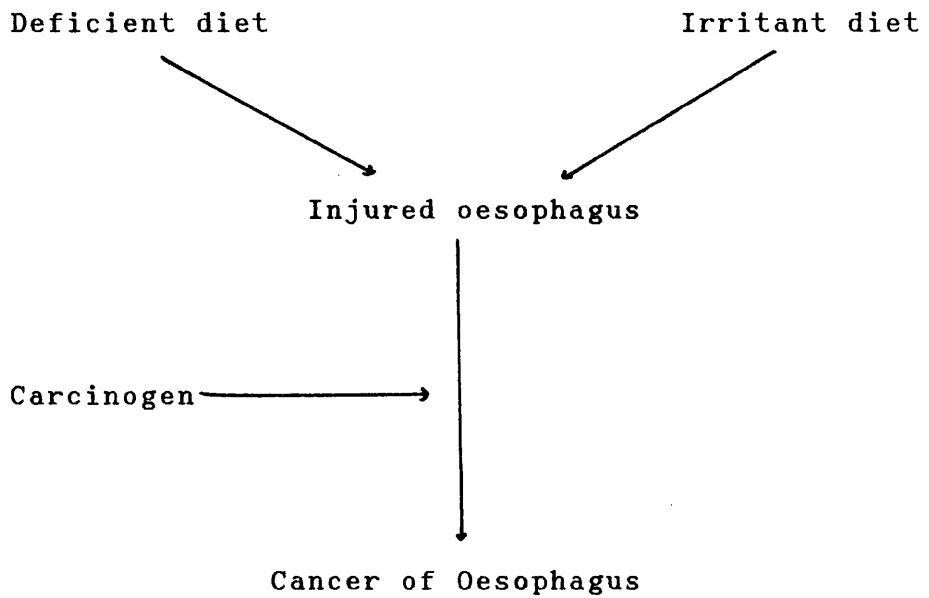 Deficient diet
Irritant diet
Injured oesophagus
Carcinogen
Cancer of Oesophagus